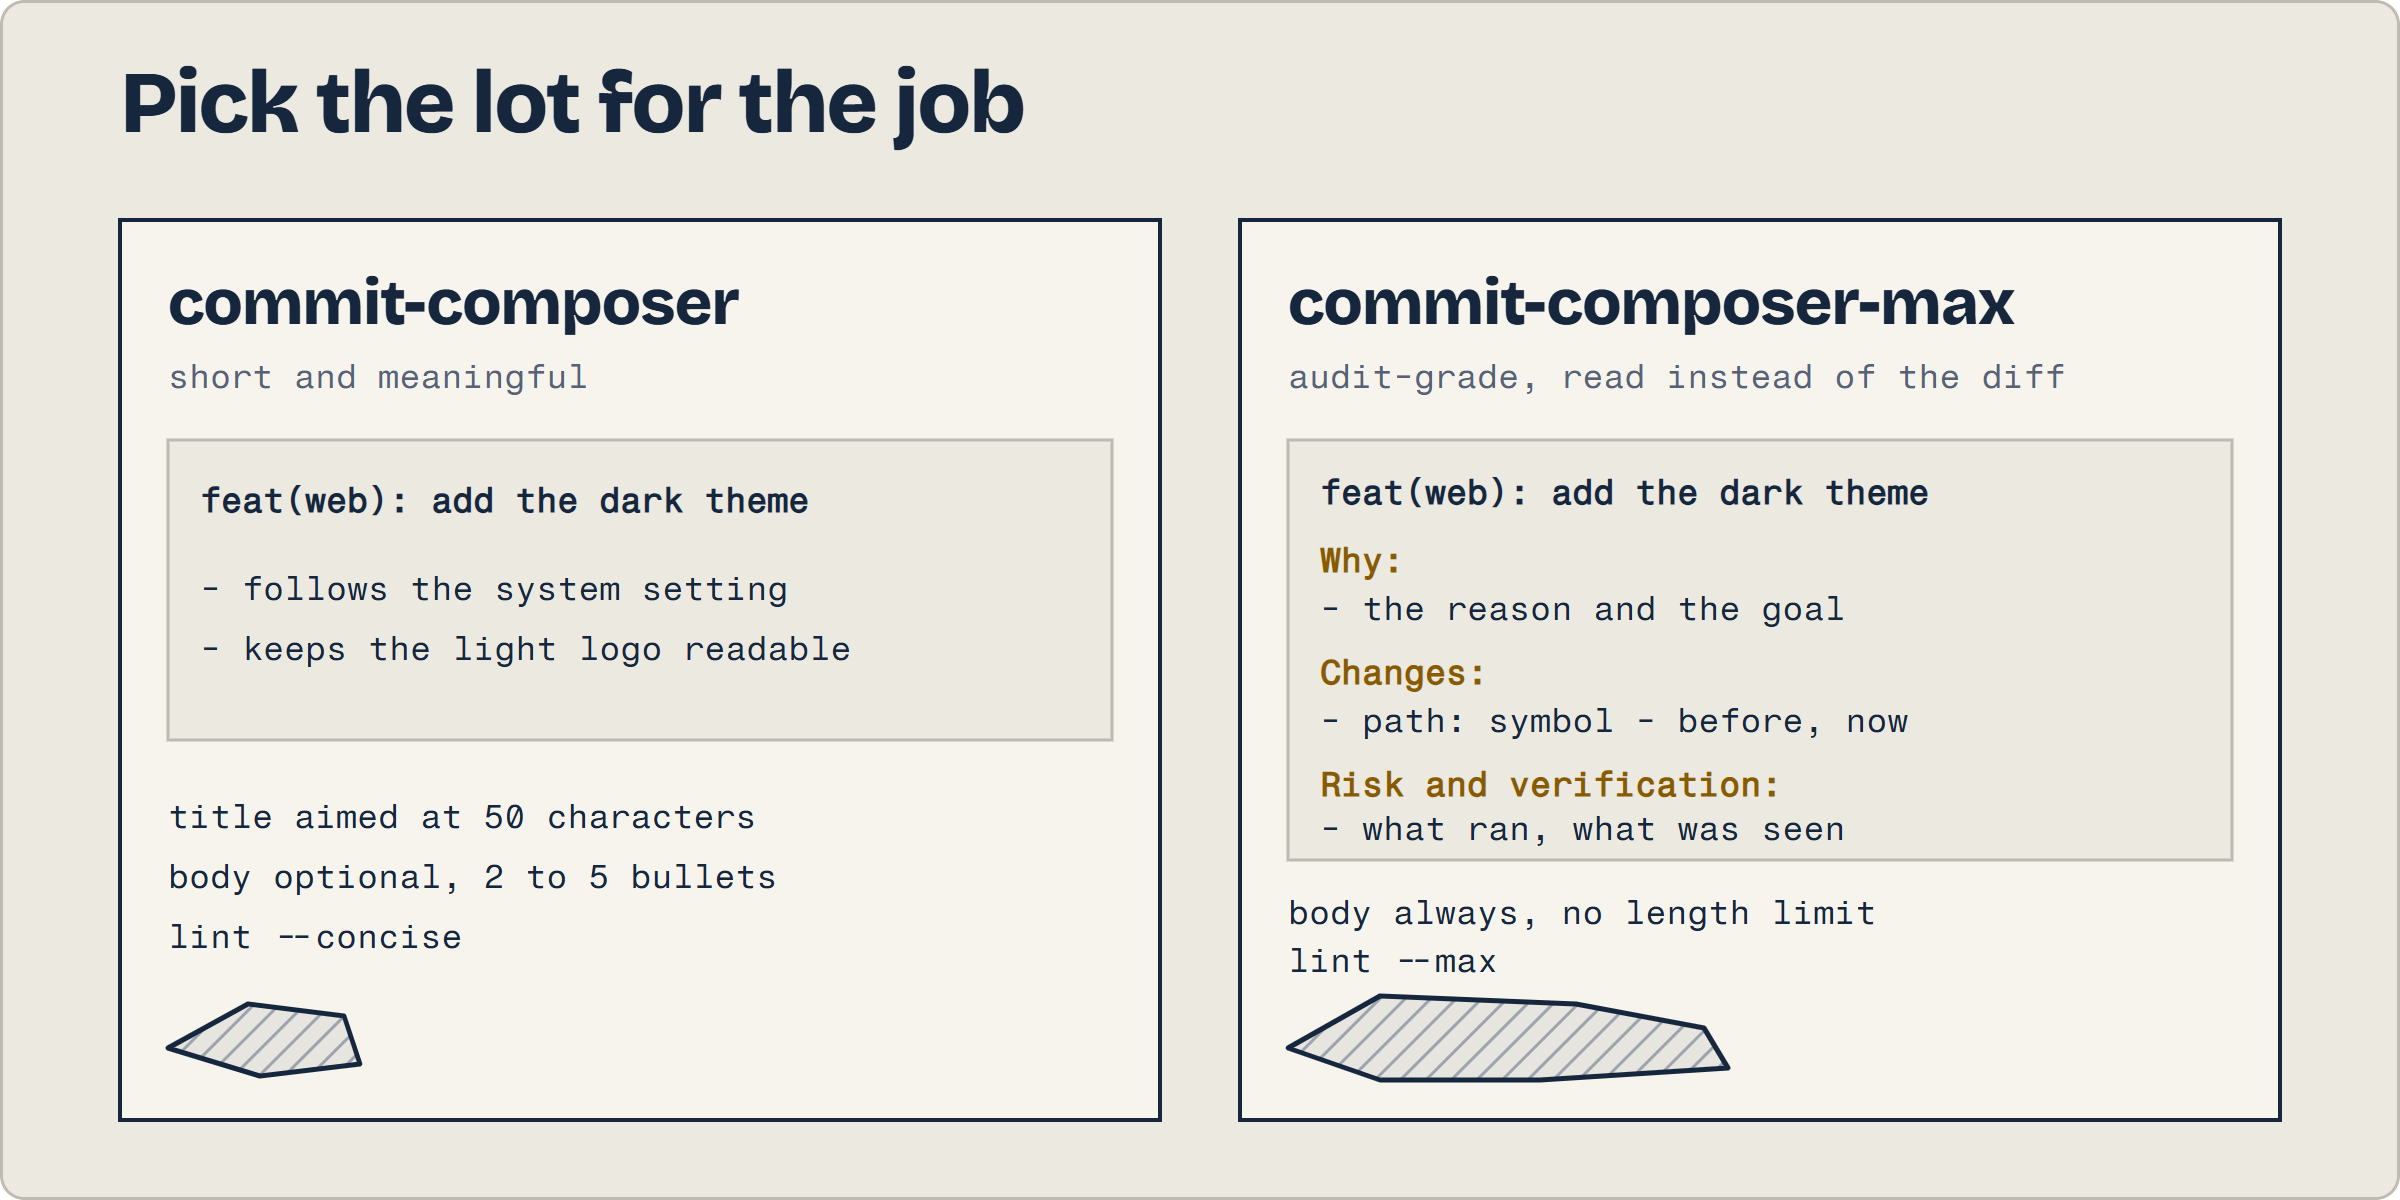 Pick the lot for the job
commit-composer
short and meaningful
feat(web): add the dark theme
- follows the system setting
- keeps the light logo readable
title aimed at 50 characters
body optional, 2 to 5 bullets
lint --concise
commit-composer-max
audit-grade, read instead of the diff
feat(web): add the dark theme
Why:
- the reason and the goal
Changes:
- path: symbol - before, now
Risk and verification:
- what ran, what was seen
body always, no length limit
lint --max